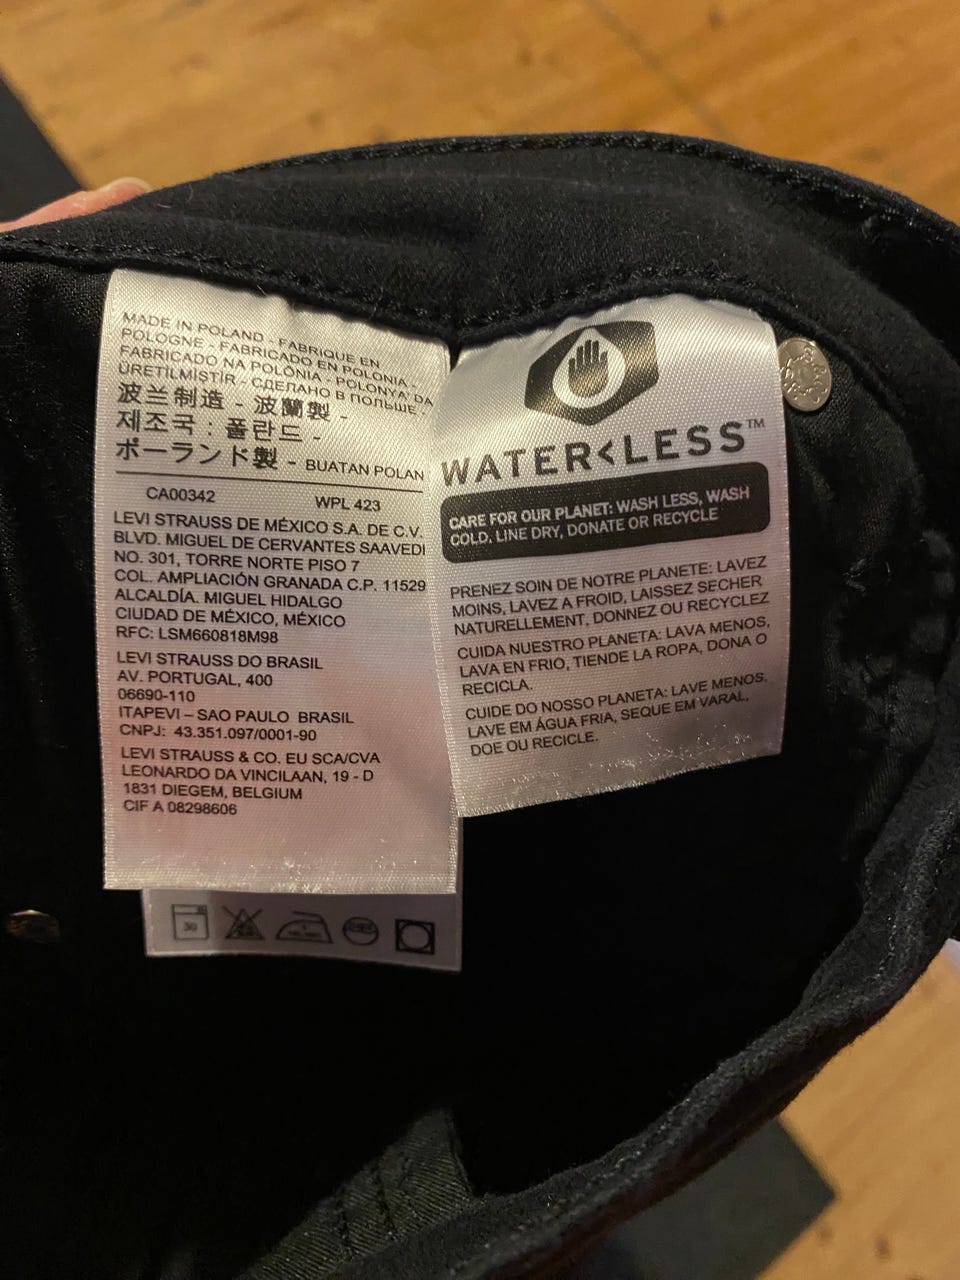 MADE IN POLAND - FABRIQUE EN
POLOGNE - FABRICADO EN POLONIA -
FABRICADO NA POLÔNIA - POLONYA' DA
ÜRETİLMİŞTİR - СДЕЛАНО В ПОЛЬШЕ -
波兰制造 - 波蘭製 -
제조국 : 폴란드 -
ポーランド製 - BUATAN POLAN
CA00342 WPL 423
LEVI STRAUSS DE MÉXICO S.A. DE C.V.
BLVD. MIGUEL DE CERVANTES SAAVEDI
NO. 301, TORRE NORTE PISO 7
COL. AMPLIACIÓN GRANADA C.P. 11529
ALCALDÍA. MIGUEL HIDALGO
CIUDAD DE MÉXICO, MÉXICO
RFC: LSM660818M98
LEVI STRAUSS DO BRASIL
AV. PORTUGAL, 400
06690-110
ITAPEVI – SAO PAULO BRASIL
CNPJ: 43.351.097/0001-90
LEVI STRAUSS & CO. EU SCA/CVA
LEONARDO DA VINCILAAN, 19 - D
1831 DIEGEM, BELGIUM
CIF A 08298606
30
WATER<LESS™
CARE FOR OUR PLANET: WASH LESS, WASH
COLD, LINE DRY, DONATE OR RECYCLE
PRENEZ SOIN DE NOTRE PLANETE: LAVEZ
MOINS, LAVEZ A FROID, LAISSEZ SECHER
NATURELLEMENT, DONNEZ OU RECYCLEZ
CUIDA NUESTRO PLANETA: LAVA MENOS,
LAVA EN FRIO, TIENDE LA ROPA, DONA O
RECICLA.
CUIDE DO NOSSO PLANETA: LAVE MENOS,
LAVE EM ÁGUA FRIA, SEQUE EM VARAL,
DOE OU RECICLE.